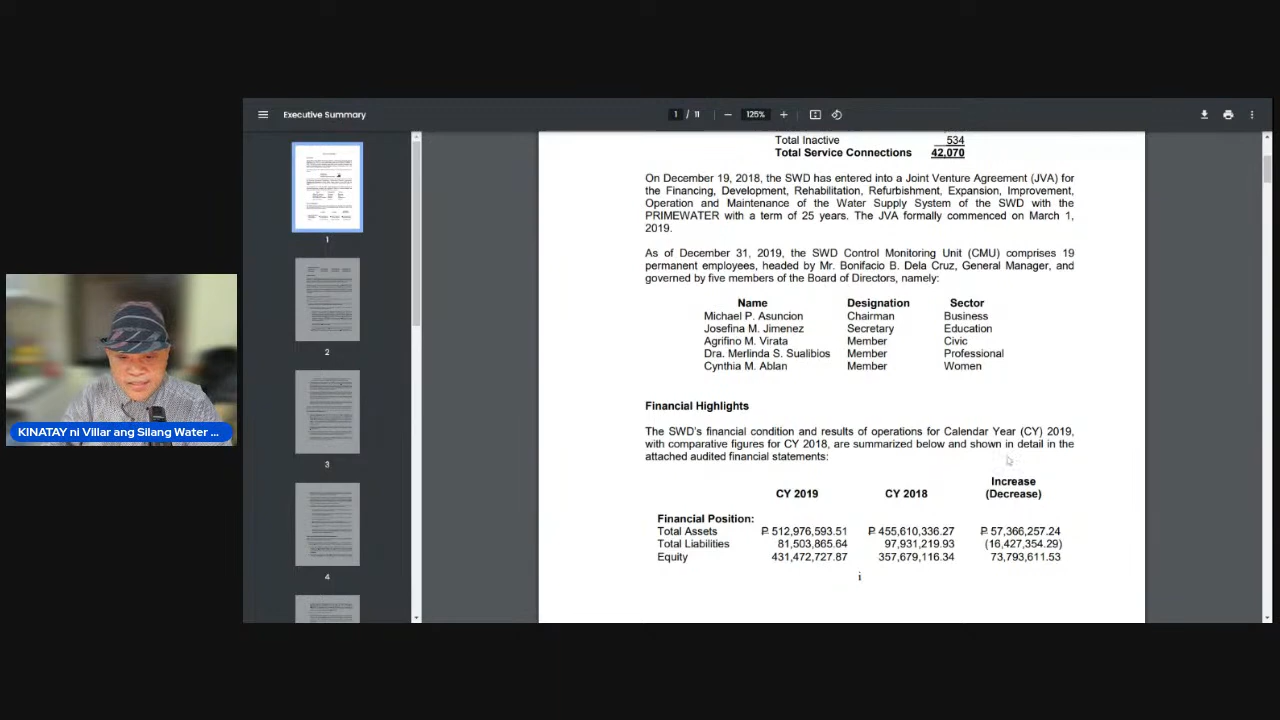 Executive Summary
1 / 11
125%
Total Inactive 534
Total Service Connections 42,070
On December 19, 2018, the SWD has entered into a Joint Venture Agreement (JVA) for
the Financing, Development, Rehabilitation, Refurbishment, Expansion, Improvement,
Operation and Maintenance of the Water Supply System of the SWD with the
PRIMEWATER with a term of 25 years. The JVA formally commenced on March 1,
2019.
As of December 31, 2019, the SWD Control Monitoring Unit (CMU) comprises 19
permanent employees, headed by Mr. Bonifacio B. Dela Cruz, General Manager, and
governed by five members of the Board of Directors, namely:
Name Designation Sector
Michael P. Asuncion Chairman Business
Josefina M. Jimenez Secretary Education
Agrifino M. Virata Member Civic
Dra. Merlinda S. Sualibios Member Professional
Cynthia M. Ablan Member Women
Financial Highlights
The SWD's financial condition and results of operations for Calendar Year (CY) 2019,
with comparative figures for CY 2018, are summarized below and shown in detail in the
attached audited financial statements:
CY 2019 CY 2018 Increase
(Decrease)
Financial Position:
Total Assets ₱ 512,976,593.51 ₱ 455,610,336.27 ₱ 57,366,257.24
Total Liabilities 81,503,865.64 97,931,219.93 (16,427,354.29)
Equity 431,472,727.87 357,679,116.34 73,793,611.53
i
1
2
3
4
KINATAY ni Villar ang Silang Water ...